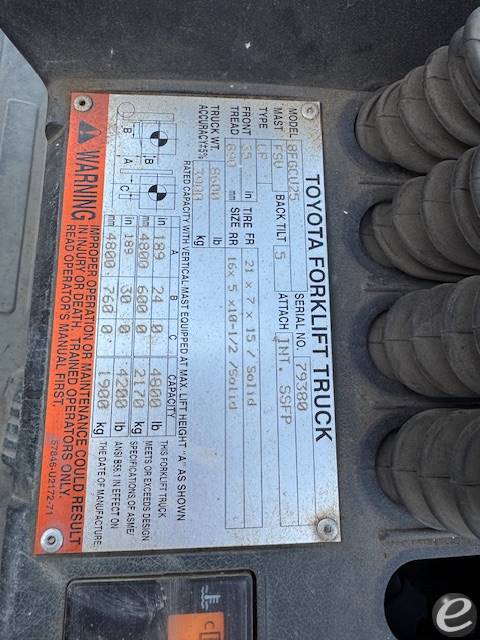 TOYOTA FORKLIFT TRUCK
MODEL 8FGCU25 SERIAL NO. 79380
MAST FSV BACK TILT 5 ATTACH INT. SSFP
TYPE LP
FRONT 35 in TIRE FR 21 x 7 x 15 / Solid
TREAD 890 mm SIZE RR 16x 5 x10-1/2 /Solid
TRUCK WT. 8600 lb
ACCURACY±5% 3900 kg
RATED CAPACITY WITH VERTICAL MAST EQUIPPED AT MAX. LIFT HEIGHT "A" AS SHOWN
A B C CAPACITY
in 189 24 0 4800 lb
mm 4800 600 0 2170 kg
in 189 30 0 4200 lb
mm 4800 760 0 1900 kg
B
A
B
C
THIS FORKLIFT TRUCK
MEETS OR EXCEEDS DESIGN
SPECIFICATIONS OF ASME/
ANSI B56.1 IN EFFECT ON
THE DATE OF MANUFACTURE.
WARNING
IMPROPER OPERATION OR MAINTENANCE COULD RESULT
IN INJURY OR DEATH. TRAINED OPERATORS ONLY.
READ OPERATOR'S MANUAL FIRST.
57846-U2172-71
C
e